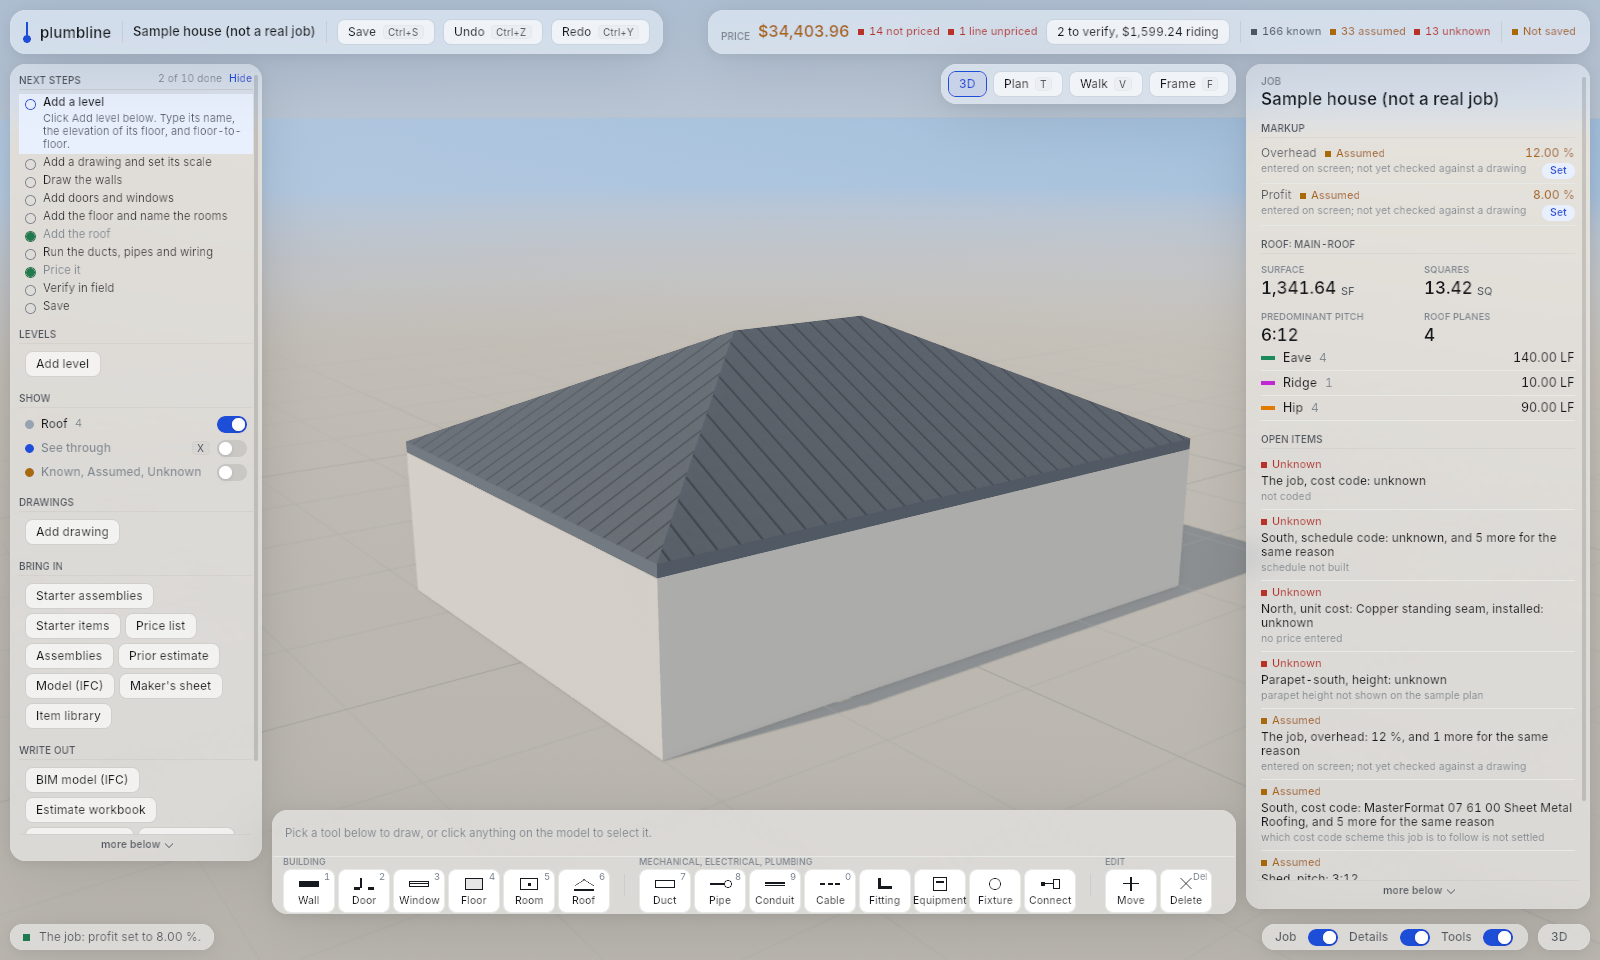 plumbline
Sample house (not a real job)
Save Ctrl+S
Undo Ctrl+Z
Redo Ctrl+Y
PRICE $34,403.96
14 not priced
1 line unpriced
2 to verify, $1,599.24 riding
166 known
33 assumed
13 unknown
Not saved
NEXT STEPS
2 of 10 done Hide
Add a level
Click Add level below. Type its name,
the elevation of its floor, and floor-to-
floor.
Add a drawing and set its scale
Draw the walls
Add doors and windows
Add the floor and name the rooms
Add the roof
Run the ducts, pipes and wiring
Price it
Verify in field
Save
LEVELS
Add level
SHOW
Roof 4
See through X
Known, Assumed, Unknown
DRAWINGS
Add drawing
BRING IN
Starter assemblies
Starter items
Price list
Assemblies
Prior estimate
Model (IFC)
Maker's sheet
Item library
WRITE OUT
BIM model (IFC)
Estimate workbook
more below
3D
Plan T
Walk V
Frame F
JOB
Sample house (not a real job)
MARKUP
Overhead Assumed 12.00 %
entered on screen; not yet checked against a drawing Set
Profit Assumed 8.00 %
entered on screen; not yet checked against a drawing Set
ROOF: MAIN-ROOF
SURFACE SQUARES
1,341.64 SF 13.42 SQ
PREDOMINANT PITCH ROOF PLANES
6:12 4
Eave 4 140.00 LF
Ridge 1 10.00 LF
Hip 4 90.00 LF
OPEN ITEMS
Unknown
The job, cost code: unknown
not coded
Unknown
South, schedule code: unknown, and 5 more for the
same reason
schedule not built
Unknown
North, unit cost: Copper standing seam, installed:
unknown
no price entered
Unknown
Parapet-south, height: unknown
parapet height not shown on the sample plan
Assumed
The job, overhead: 12 %, and 1 more for the same
reason
entered on screen; not yet checked against a drawing
Assumed
South, cost code: MasterFormat 07 61 00 Sheet Metal
Roofing, and 5 more for the same reason
which cost code scheme this job is to follow is not settled
Assumed
Shed, pitch: 3:12
more below
Pick a tool below to draw, or click anything on the model to select it.
BUILDING
1 Wall
2 Door
3 Window
4 Floor
5 Room
6 Roof
MECHANICAL, ELECTRICAL, PLUMBING
7 Duct
8 Pipe
9 Conduit
0 Cable
Fitting
Equipment
Fixture
Connect
EDIT
Move
Del Delete
The job: profit set to 8.00 %.
Job
Details
Tools
3D